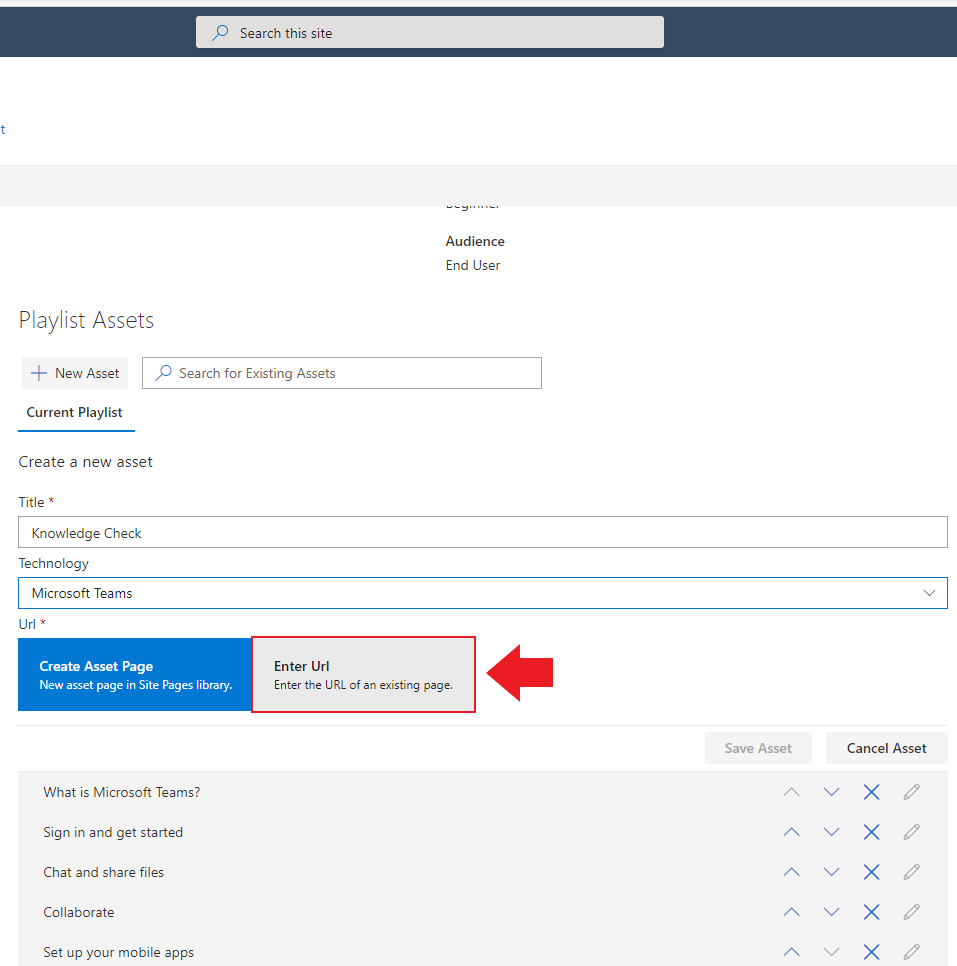 Search this site
t
Beginner
Audience
End User
Playlist Assets
New Asset
Search for Existing Assets
Current Playlist
Create a new asset
Title *
Knowledge Check
Technology
Microsoft Teams
Url *
Create Asset Page
New asset page in Site Pages library.
Enter Url
Enter the URL of an existing page.
Save Asset
Cancel Asset
What is Microsoft Teams?
Sign in and get started
Chat and share files
Collaborate
Set up your mobile apps